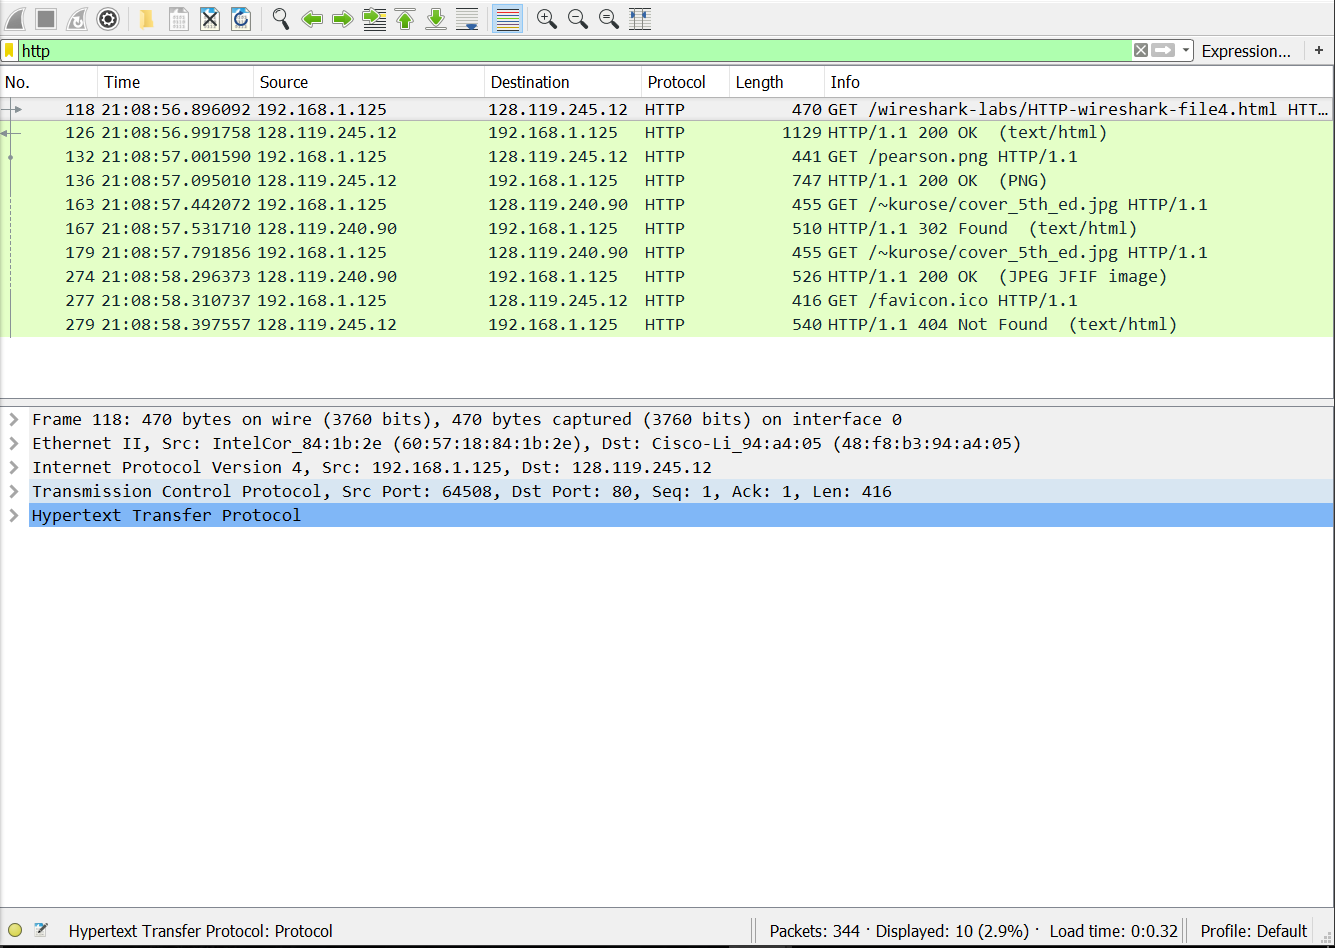 http Expression... +
No. Time Source Destination Protocol Length Info
118 21:08:56.896092 192.168.1.125 128.119.245.12 HTTP 470 GET /wireshark-labs/HTTP-wireshark-file4.html HTT…
126 21:08:56.991758 128.119.245.12 192.168.1.125 HTTP 1129 HTTP/1.1 200 OK (text/html)
132 21:08:57.001590 192.168.1.125 128.119.245.12 HTTP 441 GET /pearson.png HTTP/1.1
136 21:08:57.095010 128.119.245.12 192.168.1.125 HTTP 747 HTTP/1.1 200 OK (PNG)
163 21:08:57.442072 192.168.1.125 128.119.240.90 HTTP 455 GET /~kurose/cover_5th_ed.jpg HTTP/1.1
167 21:08:57.531710 128.119.240.90 192.168.1.125 HTTP 510 HTTP/1.1 302 Found (text/html)
179 21:08:57.791856 192.168.1.125 128.119.240.90 HTTP 455 GET /~kurose/cover_5th_ed.jpg HTTP/1.1
274 21:08:58.296373 128.119.240.90 192.168.1.125 HTTP 526 HTTP/1.1 200 OK (JPEG JFIF image)
277 21:08:58.310737 192.168.1.125 128.119.245.12 HTTP 416 GET /favicon.ico HTTP/1.1
279 21:08:58.397557 128.119.245.12 192.168.1.125 HTTP 540 HTTP/1.1 404 Not Found (text/html)
Frame 118: 470 bytes on wire (3760 bits), 470 bytes captured (3760 bits) on interface 0
Ethernet II, Src: IntelCor_84:1b:2e (60:57:18:84:1b:2e), Dst: Cisco-Li_94:a4:05 (48:f8:b3:94:a4:05)
Internet Protocol Version 4, Src: 192.168.1.125, Dst: 128.119.245.12
Transmission Control Protocol, Src Port: 64508, Dst Port: 80, Seq: 1, Ack: 1, Len: 416
Hypertext Transfer Protocol
Hypertext Transfer Protocol: Protocol Packets: 344 · Displayed: 10 (2.9%) · Load time: 0:0.32 Profile: Default